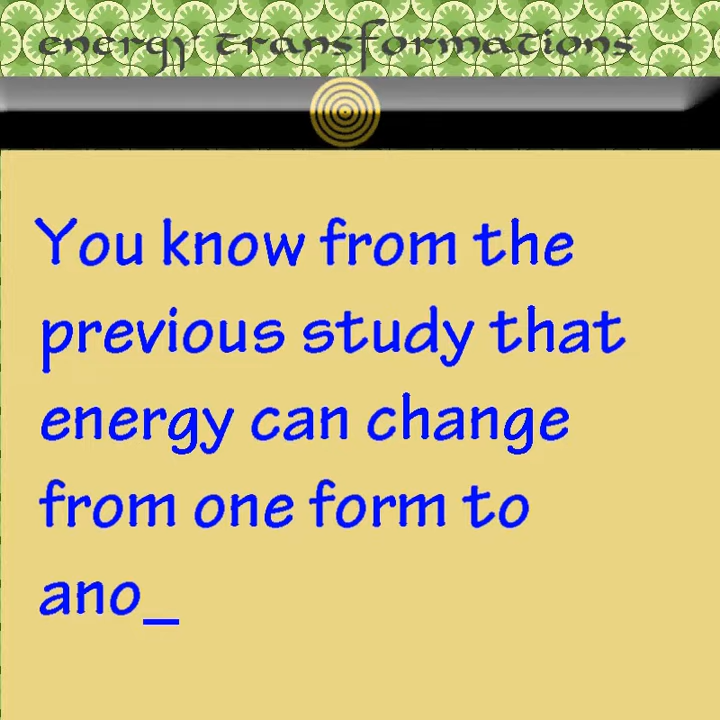 energy transformations
You know from the
previous study that
energy can change
from one form to
ano_